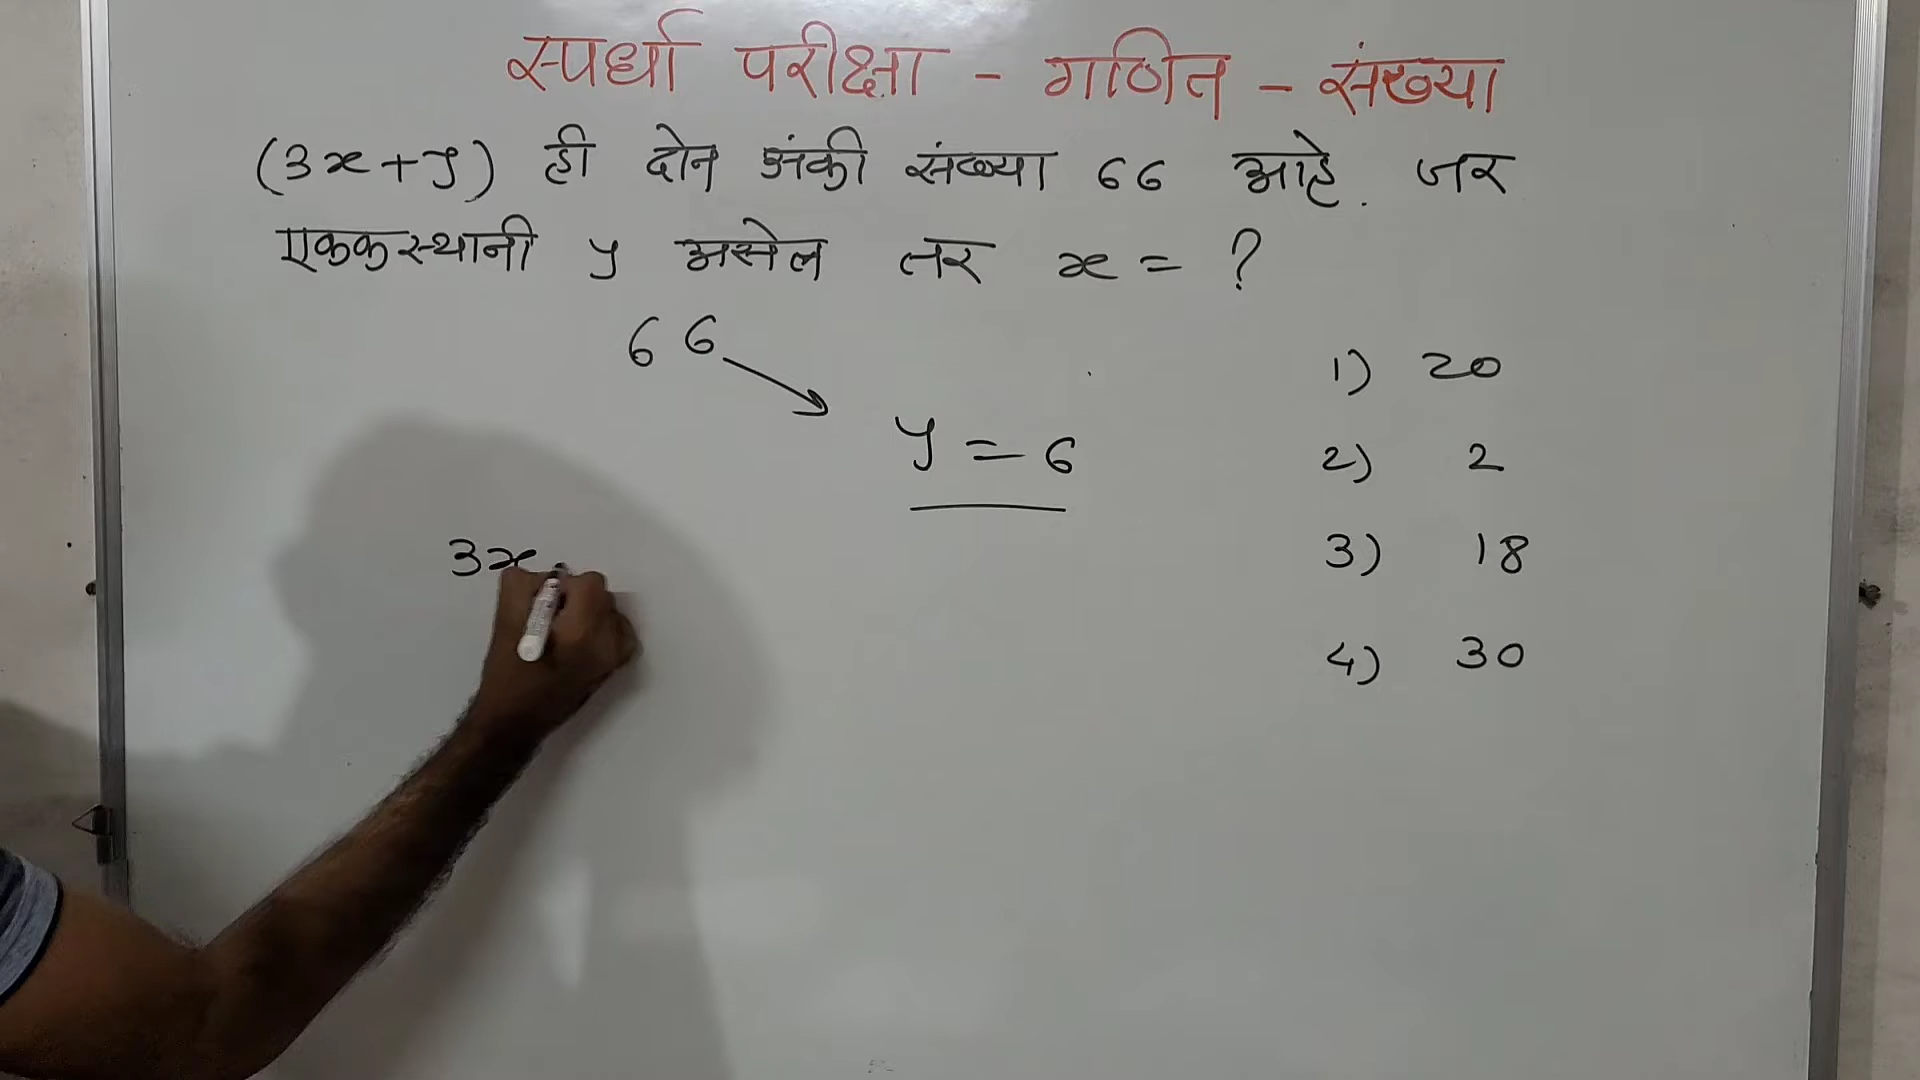 स्पर्धा परीक्षा - गणित - संख्या
(3x+y) ही दोन अंकी संख्या 66 आहे. जर
एककस्थानी y असेल तर x = ?
66
1) 20
y = 6
2) 2
3x
3) 18
4) 30